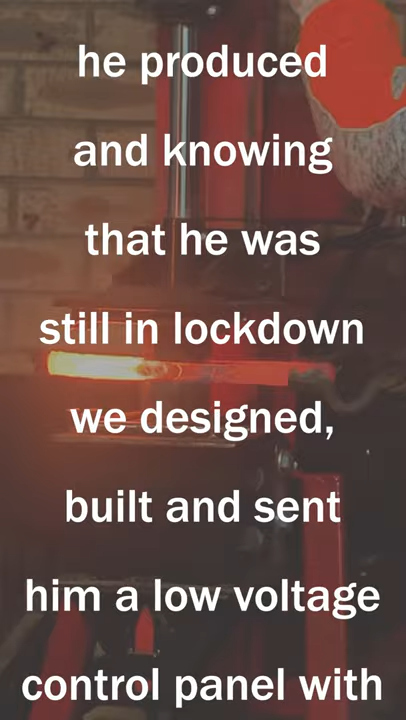 he produced
and knowing
that he was
still in lockdown
we designed,
built and sent
him a low voltage
control panel with